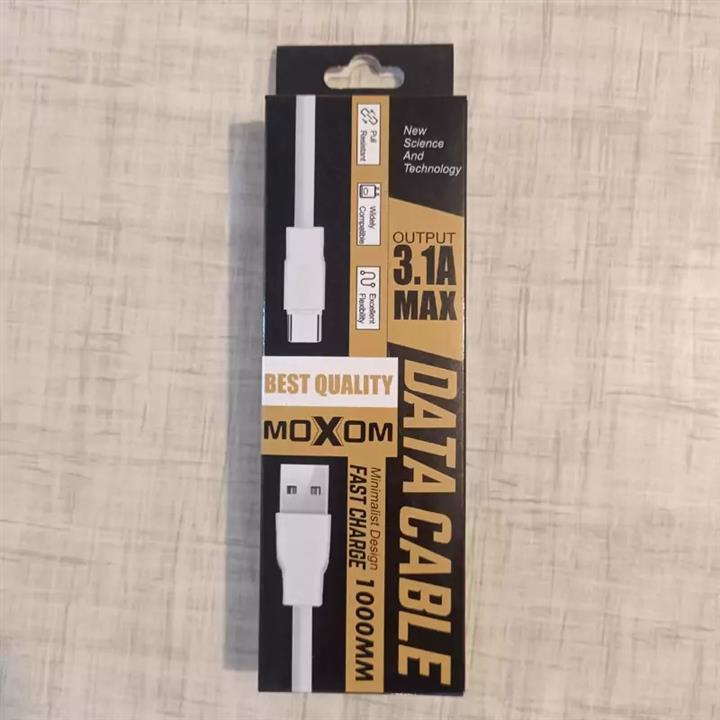 New
Science
And
Technology
Pull
Resistant
Widely
Compatible
Excellent
Flexibility
OUTPUT
3.1A
MAX
BEST QUALITY
MOXOM
DATA CABLE
Minimalist Design
FAST CHARGE 1000MM